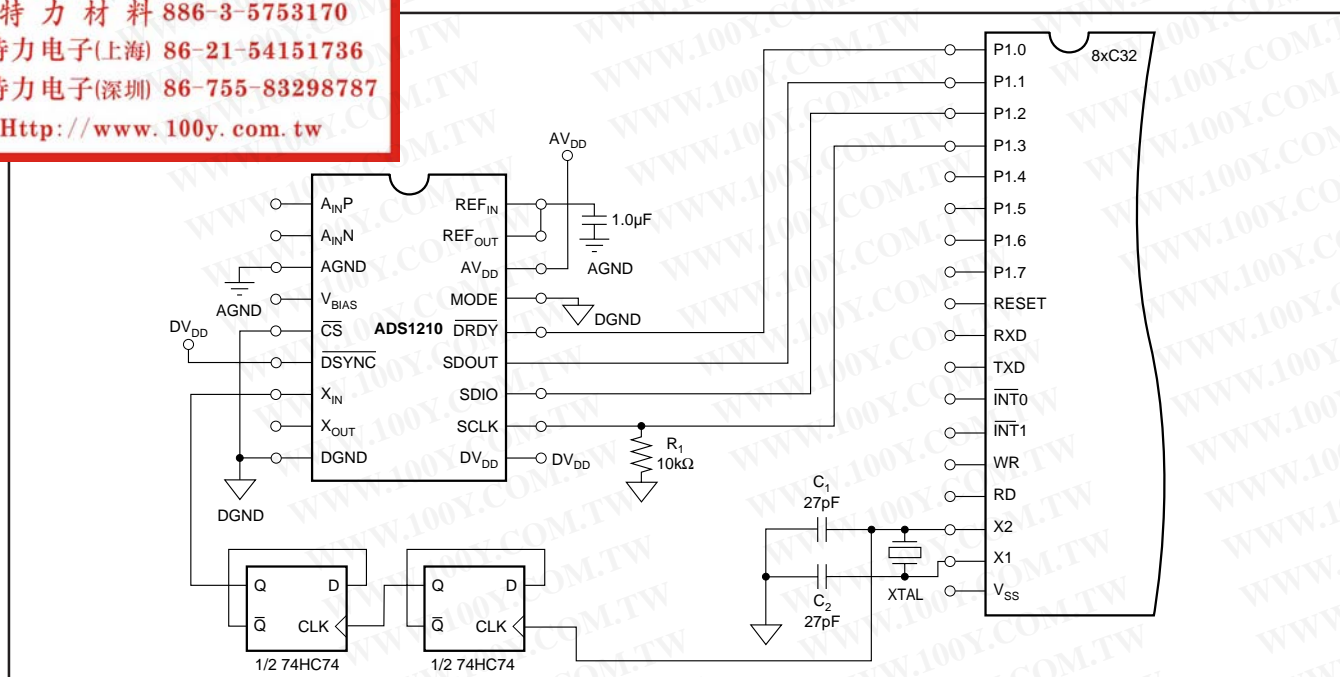 特力材料 886-3-5753170
特力电子(上海) 86-21-54151736
特力电子(深圳) 86-755-83298787
Http://www.100y.com.tw
WWW.100Y.COM.TW
8xC32
P1.0
P1.1
P1.2
P1.3
P1.4
P1.5
P1.6
P1.7
RESET
RXD
TXD
INT0
INT1
WR
RD
X2
X1
VSS
AVDD
ADS1210
AINP
AINN
AGND
VBIAS
CS
DSYNC
XIN
XOUT
DGND
REFIN
REFOUT
AVDD
MODE
DRDY
SDOUT
SDIO
SCLK
DVDD
1.0µF
AGND
DGND
DVDD
AGND
DVDD
DGND
R1
10kΩ
C1
27pF
C2
27pF
XTAL
Q
D
Q
CLK
1/2 74HC74
Q
D
Q
CLK
1/2 74HC74